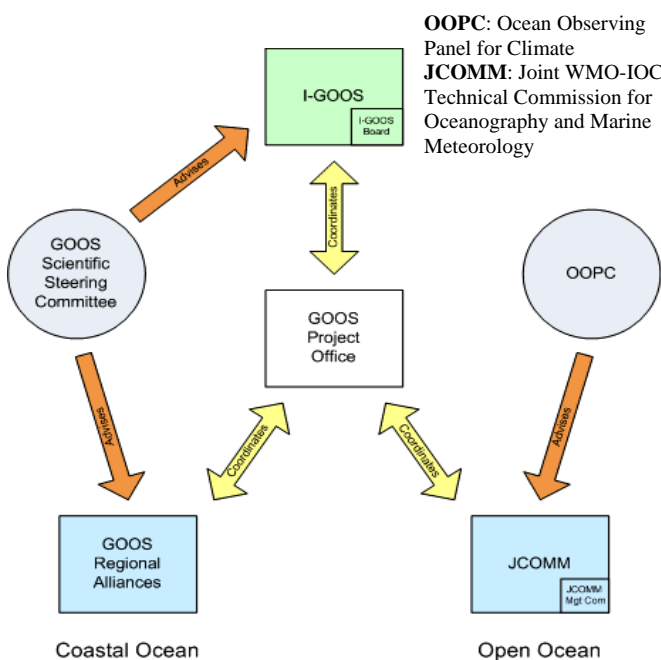 OOPC: Ocean Observing
Panel for Climate
JCOMM: Joint WMO-IOC
Technical Commission for
Oceanography and Marine
Meteorology
I-GOOS
I-GOOS
Board
Advises
Coordinates
GOOS
Scientific
Steering
Committee
OOPC
GOOS
Project
Office
Advises
Coordinates
Coordinates
Advises
GOOS
Regional
Alliances
JCOMM
JCOMM
Mgt Com
Coastal Ocean
Open Ocean